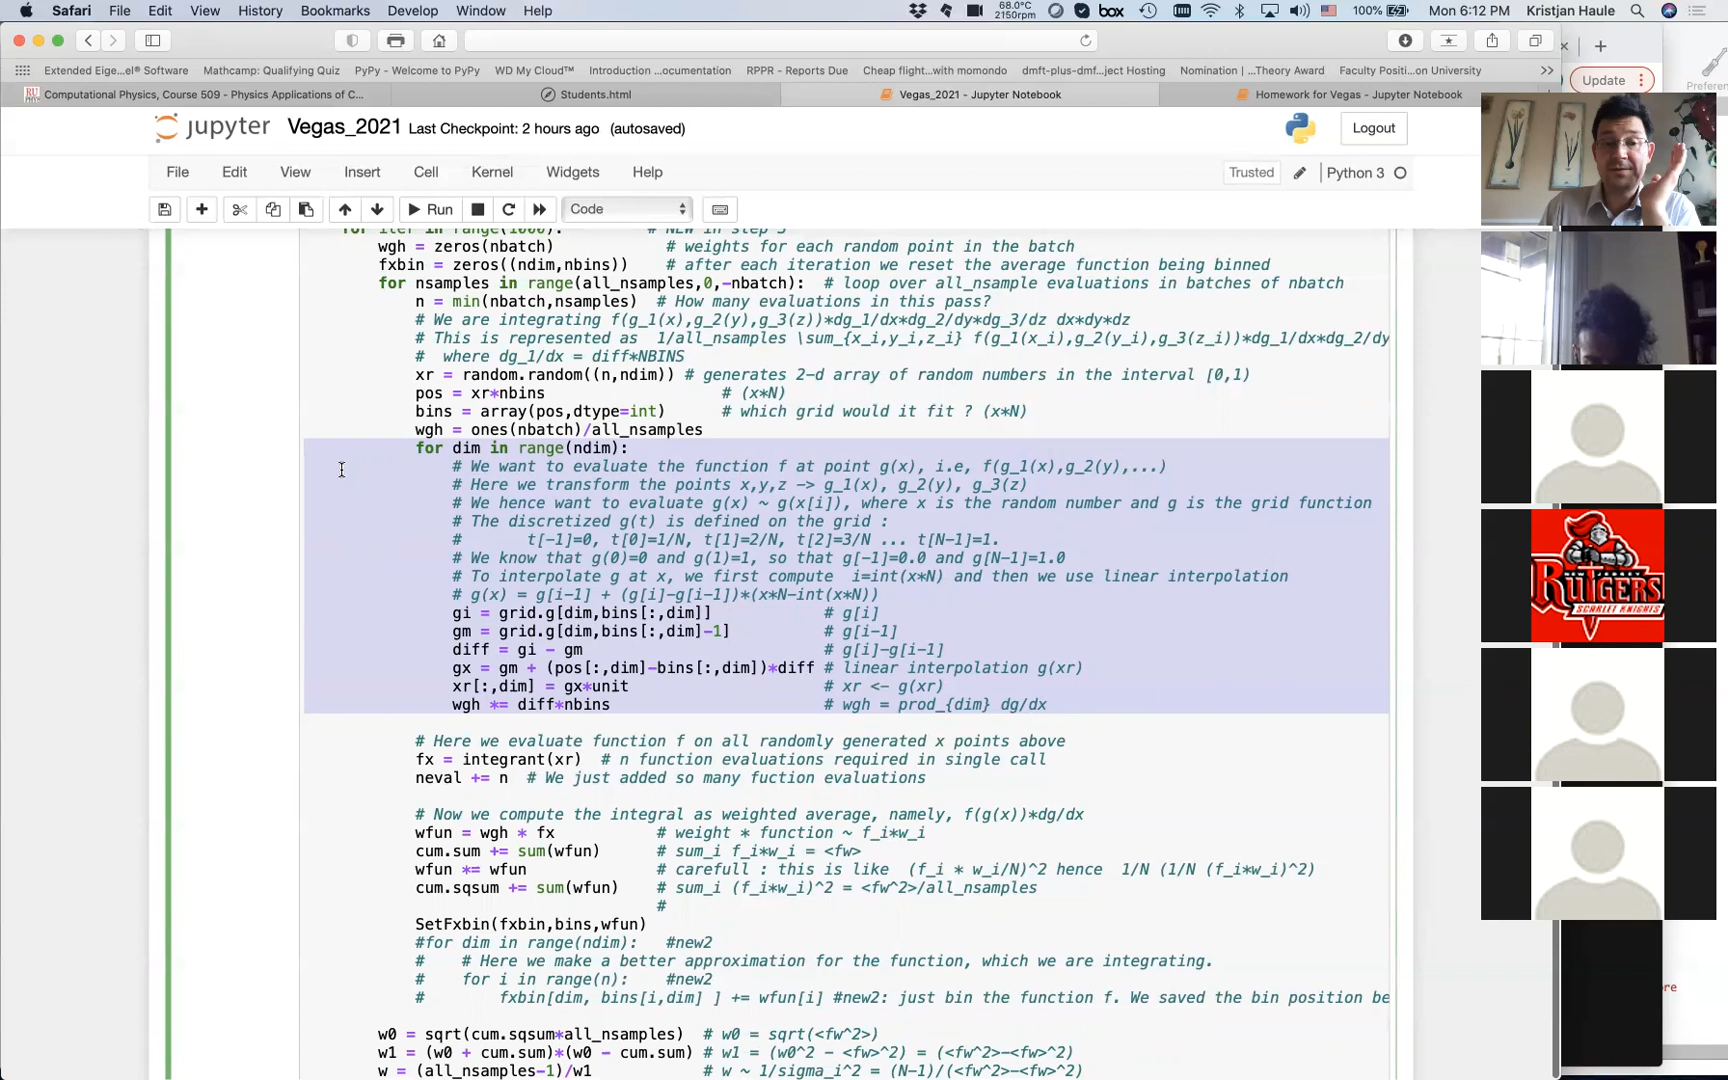 Safari File Edit View History Bookmarks Develop Window Help box 68.0°C 2150rpm 100% Mon 6:12 PM Kristjan Haule
Extended Eige...el® Software Mathcamp: Qualifying Quiz PyPy - Welcome to PyPy WD My Cloud™ Introduction ...ocumentation RPPR - Reports Due Cheap flight...with momondo dmft-plus-dmf...ject Hosting Nomination |...Theory Award Faculty Positi...on University Update
Computational Physics, Course 509 - Physics Applications of C... Students.html Vegas_2021 - Jupyter Notebook Homework for Vegas - Jupyter Notebook
jupyter Vegas_2021 Last Checkpoint: 2 hours ago (autosaved) Logout
File Edit View Insert Cell Kernel Widgets Help Trusted Python 3
Run Code
for iter in range(1000): # NEW in step 3
wgh = zeros(nbatch) # weights for each random point in the batch
fxbin = zeros((ndim,nbins)) # after each iteration we reset the average function being binned
for nsamples in range(all_nsamples,0,-nbatch): # loop over all_nsample evaluations in batches of nbatch
n = min(nbatch,nsamples) # How many evaluations in this pass?
# We are integrating f(g_1(x),g_2(y),g_3(z))*dg_1/dx*dg_2/dy*dg_3/dz dx*dy*dz
# This is represented as 1/all_nsamples \sum_{x_i,y_i,z_i} f(g_1(x_i),g_2(y_i),g_3(z_i))*dg_1/dx*dg_2/dy
# where dg_1/dx = diff*NBINS
xr = random.random((n,ndim)) # generates 2-d array of random numbers in the interval [0,1)
pos = xr*nbins # (x*N)
bins = array(pos,dtype=int) # which grid would it fit ? (x*N)
wgh = ones(nbatch)/all_nsamples
for dim in range(ndim):
# We want to evaluate the function f at point g(x), i.e, f(g_1(x),g_2(y),...)
# Here we transform the points x,y,z -> g_1(x), g_2(y), g_3(z)
# We hence want to evaluate g(x) ~ g(x[i]), where x is the random number and g is the grid function
# The discretized g(t) is defined on the grid :
# t[-1]=0, t[0]=1/N, t[1]=2/N, t[2]=3/N ... t[N-1]=1.
# We know that g(0)=0 and g(1)=1, so that g[-1]=0.0 and g[N-1]=1.0
# To interpolate g at x, we first compute i=int(x*N) and then we use linear interpolation
# g(x) = g[i-1] + (g[i]-g[i-1])*(x*N-int(x*N))
gi = grid.g[dim,bins[:,dim]] # g[i]
gm = grid.g[dim,bins[:,dim]-1] # g[i-1]
diff = gi - gm # g[i]-g[i-1]
gx = gm + (pos[:,dim]-bins[:,dim])*diff # linear interpolation g(xr)
xr[:,dim] = gx*unit # xr <- g(xr)
wgh *= diff*nbins # wgh = prod_{dim} dg/dx
# Here we evaluate function f on all randomly generated x points above
fx = integrant(xr) # n function evaluations required in single call
neval += n # We just added so many fuction evaluations
# Now we compute the integral as weighted average, namely, f(g(x))*dg/dx
wfun = wgh * fx # weight * function ~ f_i*w_i
cum.sum += sum(wfun) # sum_i f_i*w_i = <fw>
wfun *= wfun # carefull : this is like (f_i * w_i/N)^2 hence 1/N (1/N (f_i*w_i)^2)
cum.sqsum += sum(wfun) # sum_i (f_i*w_i)^2 = <fw^2>/all_nsamples
#
SetFxbin(fxbin,bins,wfun)
#for dim in range(ndim): #new2
# # Here we make a better approximation for the function, which we are integrating.
# for i in range(n): #new2
# fxbin[dim, bins[i,dim] ] += wfun[i] #new2: just bin the function f. We saved the bin position be
w0 = sqrt(cum.sqsum*all_nsamples) # w0 = sqrt(<fw^2>)
w1 = (w0 + cum.sum)*(w0 - cum.sum) # w1 = (w0^2 - <fw>^2) = (<fw^2>-<fw>^2)
w = (all_nsamples-1)/w1 # w ~ 1/sigma_i^2 = (N-1)/(<fw^2>-<fw>^2)
RUTGERS
SCARLET KNIGHTS